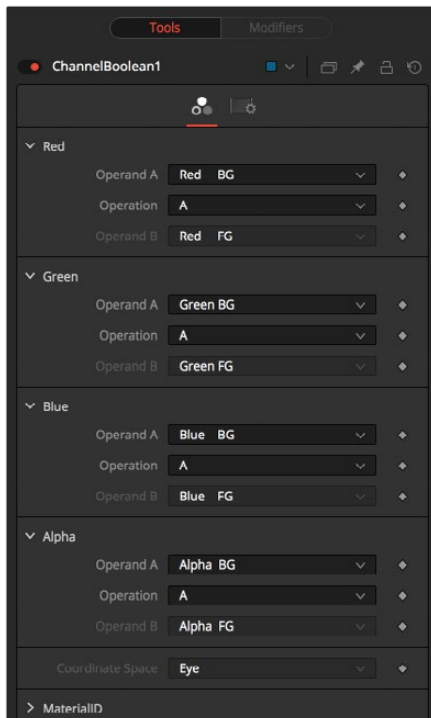 Tools Modifiers
ChannelBoolean1
Red
Operand A Red BG
Operation A
Operand B Red FG
Green
Operand A Green BG
Operation A
Operand B Green FG
Blue
Operand A Blue BG
Operation A
Operand B Blue FG
Alpha
Operand A Alpha BG
Operation A
Operand B Alpha FG
Coordinate Space Eye
MaterialID